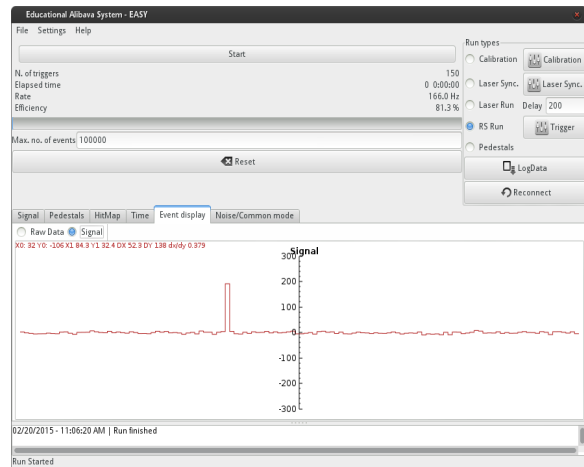 Educational Alibava System - EASY
File Settings Help
Start
N. of triggers 150
Elapsed time 0 0:00:00
Rate 166.0 Hz
Efficiency 81.3 %
Max. no. of events 100000
Reset
Run types
Calibration Calibration
Laser Sync. Laser Sync.
Laser Run Delay 200
RS Run Trigger
Pedestals
LogData
Reconnect
Signal Pedestals HitMap Time Event display Noise/Common mode
Raw Data Signal
X0: 32 Y0: -106 X1 84.3 Y1 32.4 DX 52.3 DY 138 dx/dy 0.379
Signal
300
200
100
0
-100
-200
-300
02/20/2015 - 11:06:20 AM | Run finished
Run Started